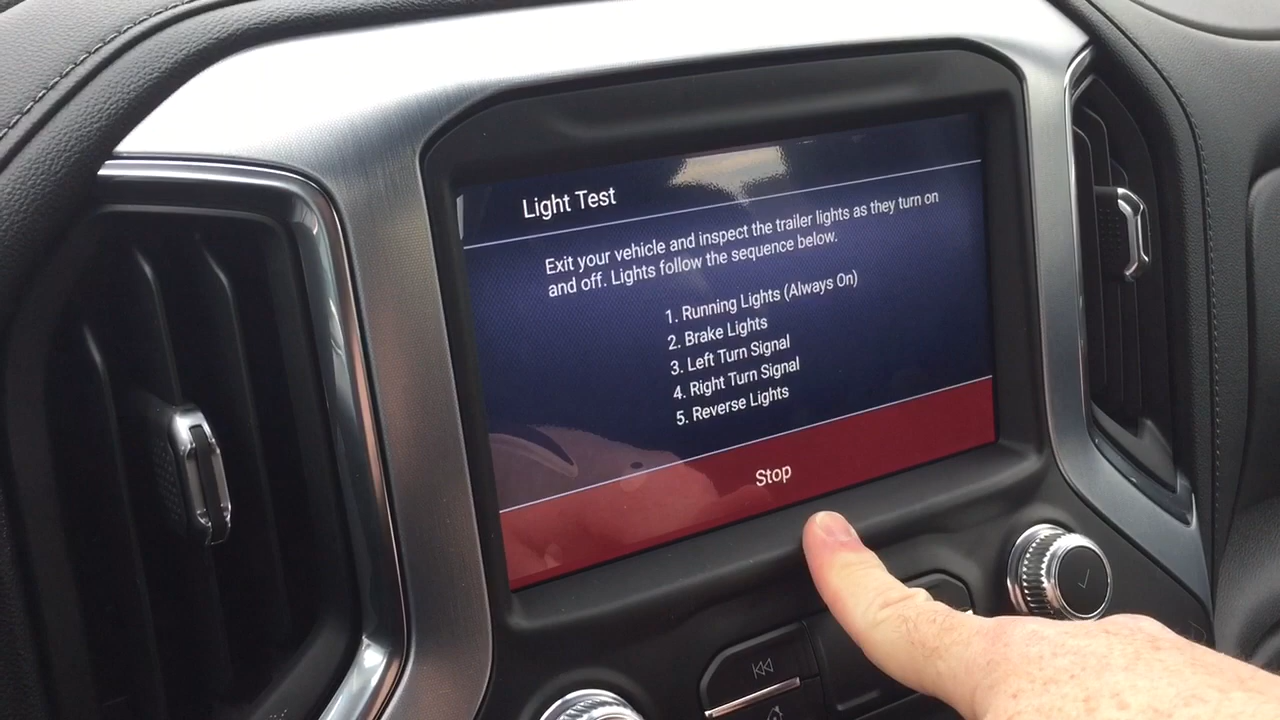 Light Test
Exit your vehicle and inspect the trailer lights as they turn on
and off. Lights follow the sequence below.
1. Running Lights (Always On)
2. Brake Lights
3. Left Turn Signal
4. Right Turn Signal
5. Reverse Lights
Stop